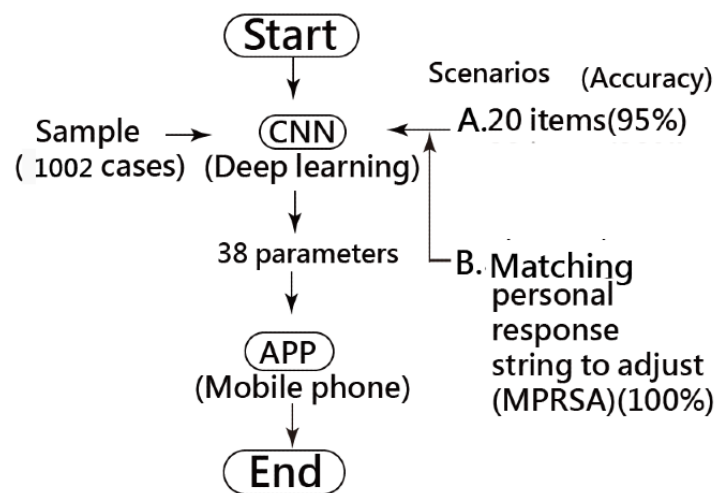 Start
Scenarios (Accuracy)
A.20 items(95%)
Sample
( 1002 cases)
CNN
(Deep learning)
38 parameters
B. Matching
personal
response
string to adjust
(MPRSA)(100%)
APP
(Mobile phone)
End